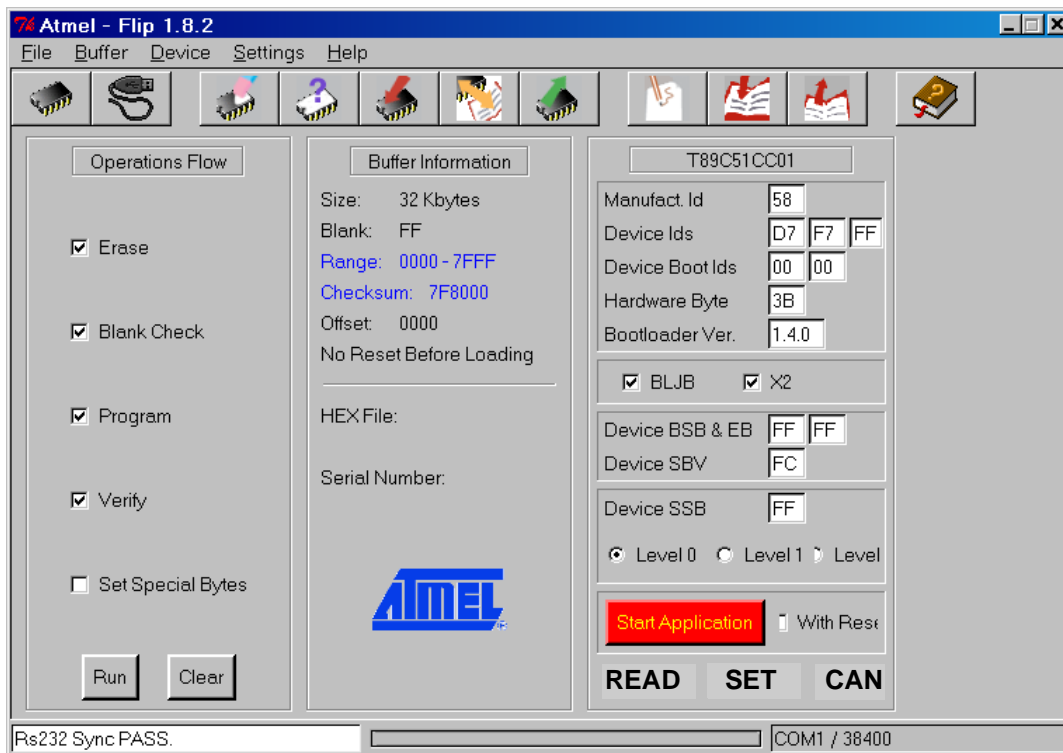 Atmel - Flip 1.8.2
File Buffer Device Settings Help
Operations Flow
Erase
Blank Check
Program
Verify
Set Special Bytes
Run Clear
Buffer Information
Size: 32 Kbytes
Blank: FF
Range: 0000 - 7FFF
Checksum: 7F8000
Offset: 0000
No Reset Before Loading
HEX File:
Serial Number:
ATMEL
T89C51CC01
Manufact. Id 58
Device Ids D7 F7 FF
Device Boot Ids 00 00
Hardware Byte 3B
Bootloader Ver. 1.4.0
BLJB X2
Device BSB & EB FF FF
Device SBV FC
Device SSB FF
Level 0 Level 1 Level
Start Application With Rese
READ SET CAN
Rs232 Sync PASS. COM1 / 38400